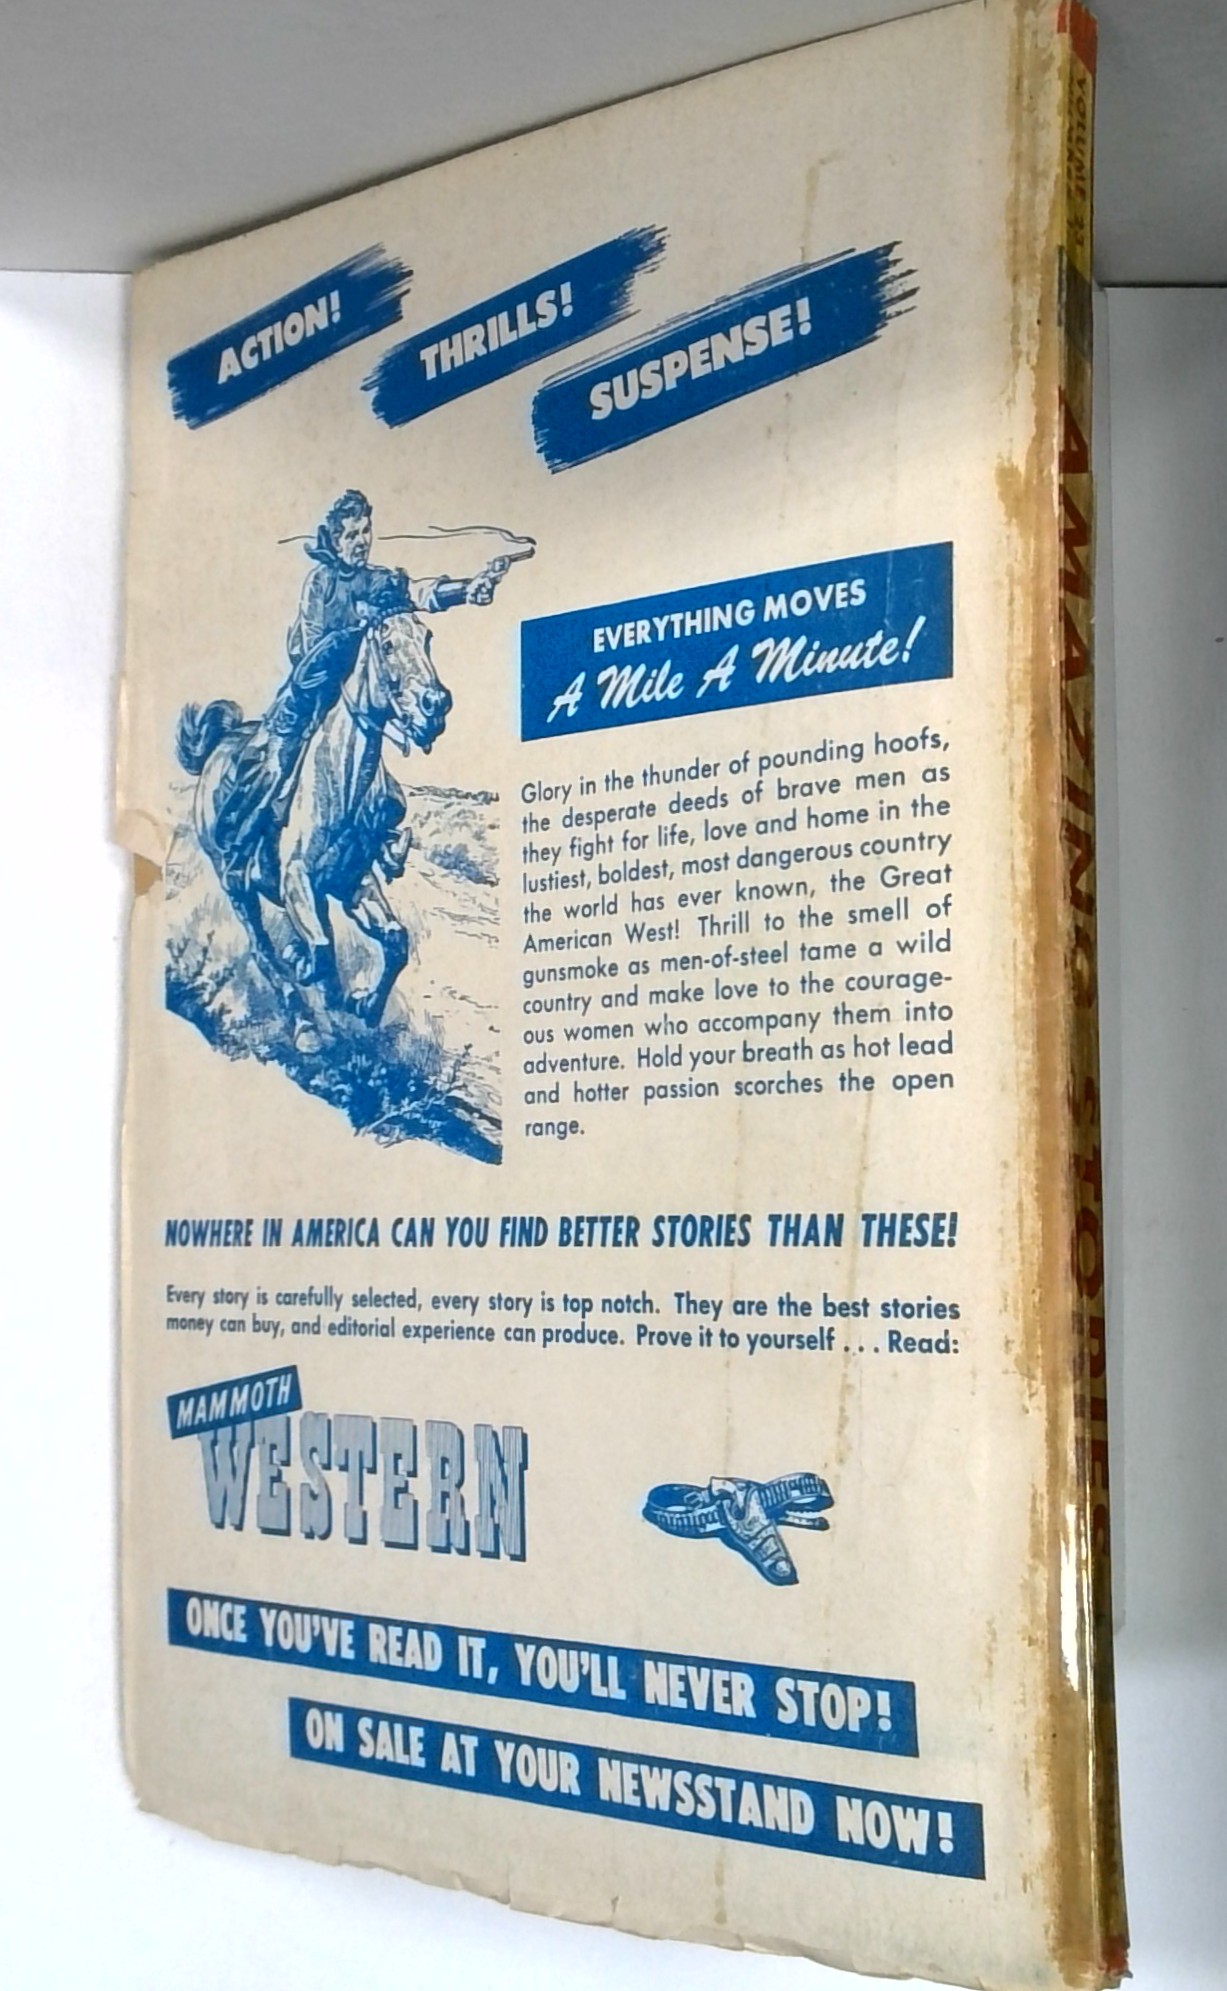 ACTION!
THRILLS!
SUSPENSE!
EVERYTHING MOVES
A Mile A Minute!
Glory in the thunder of pounding hoofs,
the desperate deeds of brave men as
they fight for life, love and home in the
lustiest, boldest, most dangerous country
the world has ever known, the Great
American West! Thrill to the smell of
gunsmoke as men-of-steel tame a wild
country and make love to the courage-
ous women who accompany them into
adventure. Hold your breath as hot lead
and hotter passion scorches the open
range.
NOWHERE IN AMERICA CAN YOU FIND BETTER STORIES THAN THESE!
Every story is carefully selected, every story is top notch. They are the best stories
money can buy, and editorial experience can produce. Prove it to yourself . . . Read:
MAMMOTH
WESTERN
ONCE YOU'VE READ IT, YOU'LL NEVER STOP!
ON SALE AT YOUR NEWSSTAND NOW!
VOLUME 23
AMAZING STORIES